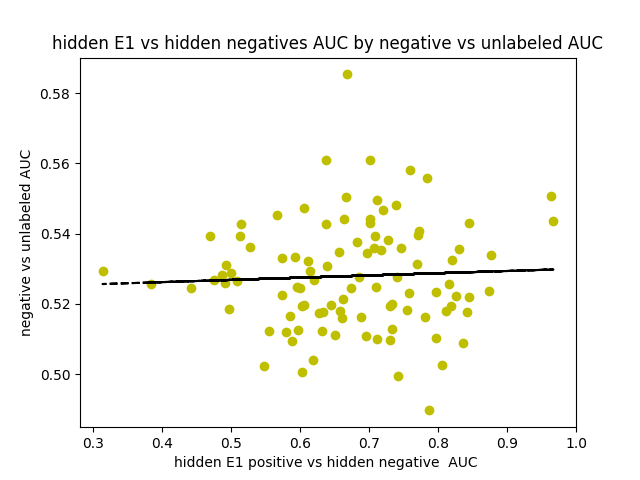 hidden E1 vs hidden negatives AUC by negative vs unlabeled AUC
negative vs unlabeled AUC
0.58
0.56
0.54
0.52
0.50
0.3 0.4 0.5 0.6 0.7 0.8 0.9 1.0
hidden E1 positive vs hidden negative  AUC